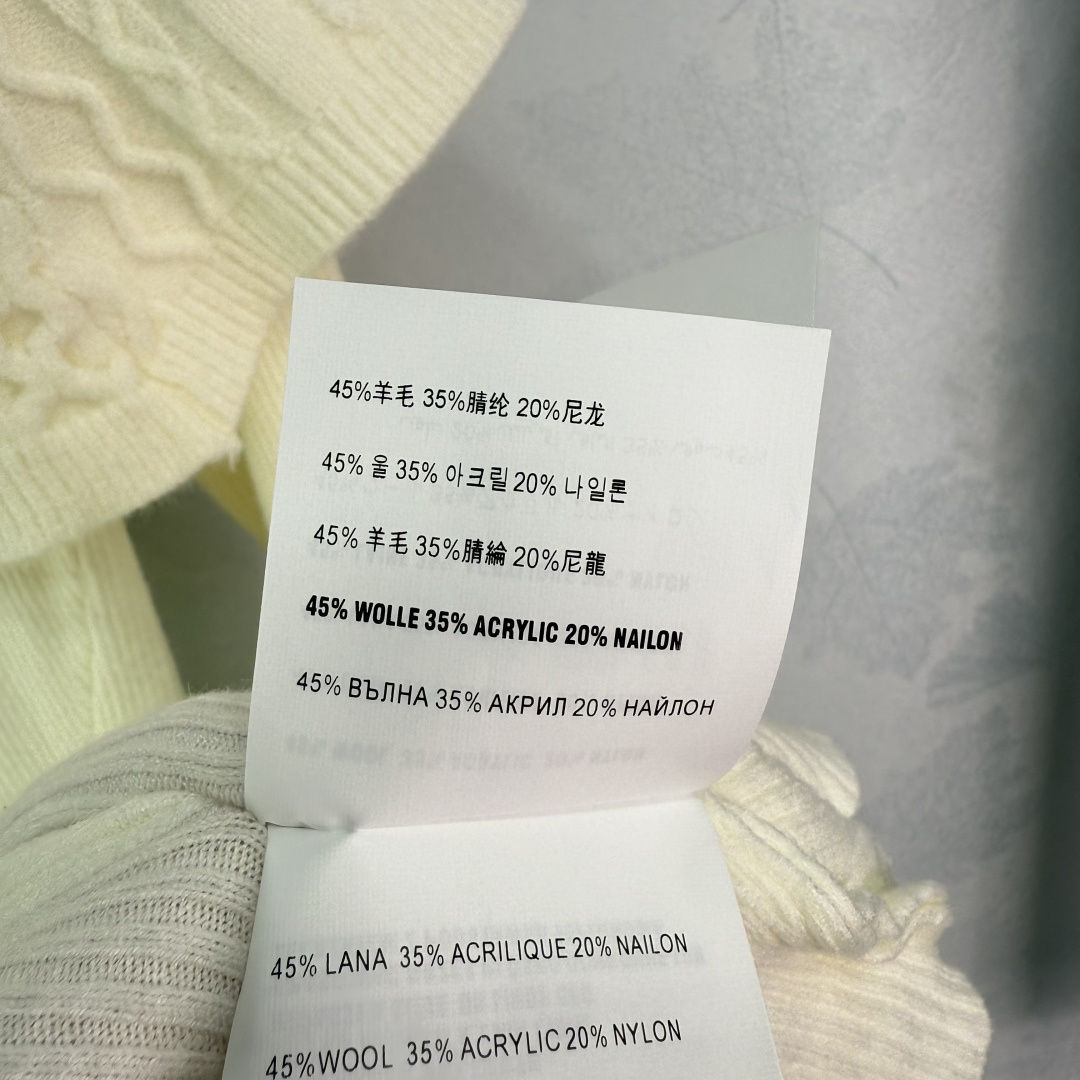 45%羊毛 35%腈纶 20%尼龙
45% 울 35% 아크릴 20% 나일론
45% 羊毛 35%腈綸 20%尼龍
45% WOLLE 35% ACRYLIC 20% NAILON
45% ВЪЛНА 35% АКРИЛ 20% НАЙЛОН
45% LANA 35% ACRILIQUE 20% NAILON
45%WOOL 35% ACRYLIC 20% NYLON